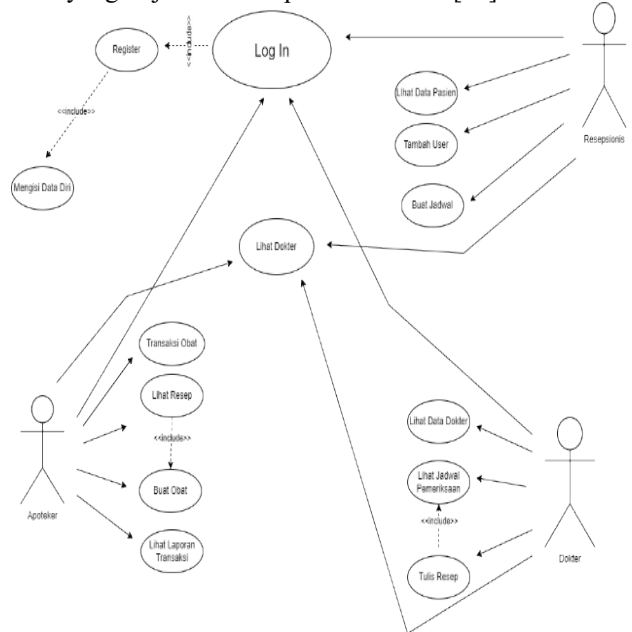 Register
<<include>>
Log In
<<include>>
Lihat Data Pasien
Resepsionis
Tambah User
Mengisi Data Diri
Buat Jadwal
Lihat Dokter
Transaksi Obat
Lihat Resep
<<include>>
Lihat Data Dokter
Lihat Jadwal
Pemeriksaan
Buat Obat
Apoteker
<<include>>
Lihat Laporan
Transaksi
Dokter
Tulis Resep